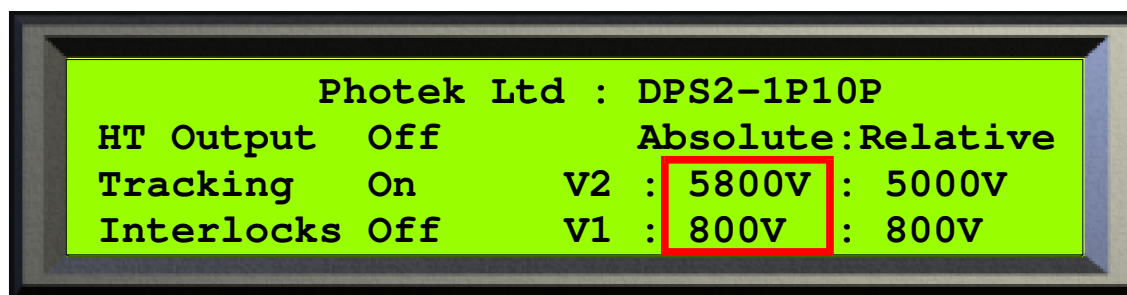 Photek Ltd : DPS2-1P10P
HT Output Off Absolute:Relative
Tracking On V2 : 5800V : 5000V
Interlocks Off V1 : 800V : 800V